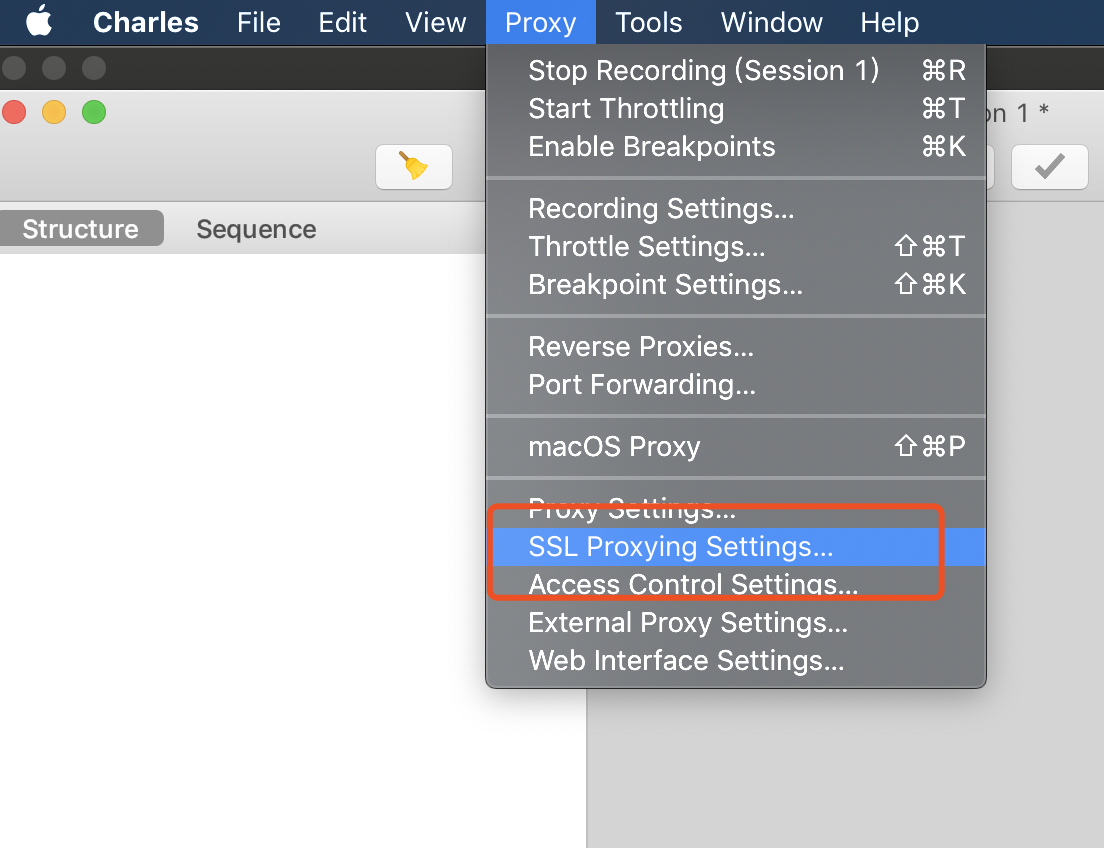 Charles File Edit View Proxy Tools Window Help
Stop Recording (Session 1) ⌘R
Start Throttling ⌘T
on 1 *
Enable Breakpoints ⌘K
Recording Settings...
Structure Sequence
Throttle Settings... ⇧⌘T
Breakpoint Settings... ⇧⌘K
Reverse Proxies...
Port Forwarding...
macOS Proxy ⇧⌘P
Proxy Settings...
SSL Proxying Settings...
Access Control Settings...
External Proxy Settings...
Web Interface Settings...